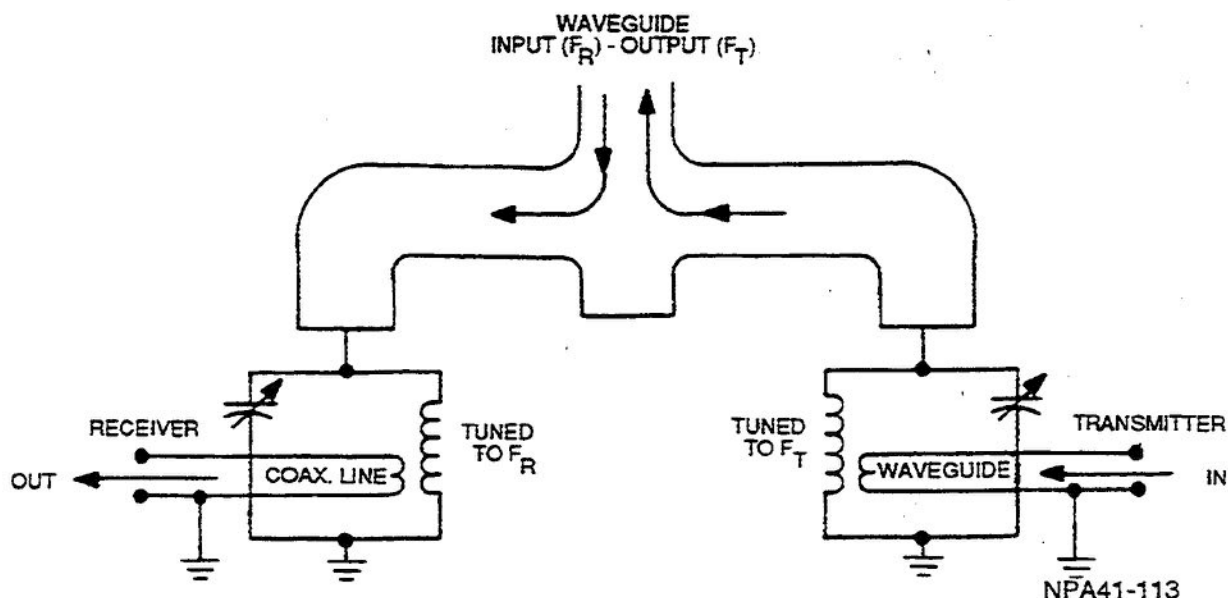 WAVEGUIDE
INPUT (FR) - OUTPUT (FT)
RECEIVER
OUT
COAX. LINE
TUNED
TO FR
TUNED
TO FT
WAVEGUIDE
TRANSMITTER
IN
NPA41-113